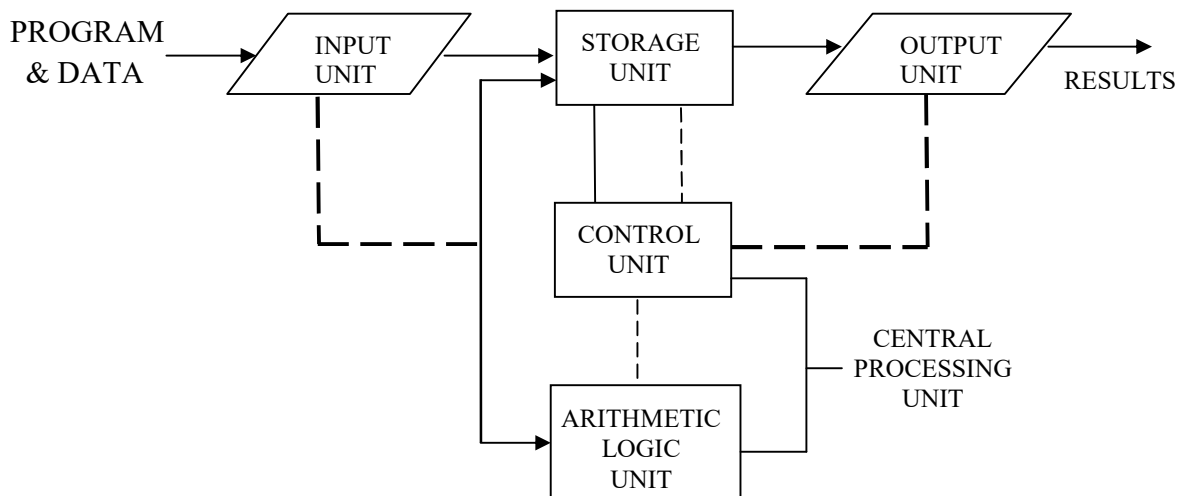 PROGRAM
& DATA
INPUT
UNIT
STORAGE
UNIT
OUTPUT
UNIT
RESULTS
CONTROL
UNIT
CENTRAL
PROCESSING
UNIT
ARITHMETIC
LOGIC
UNIT